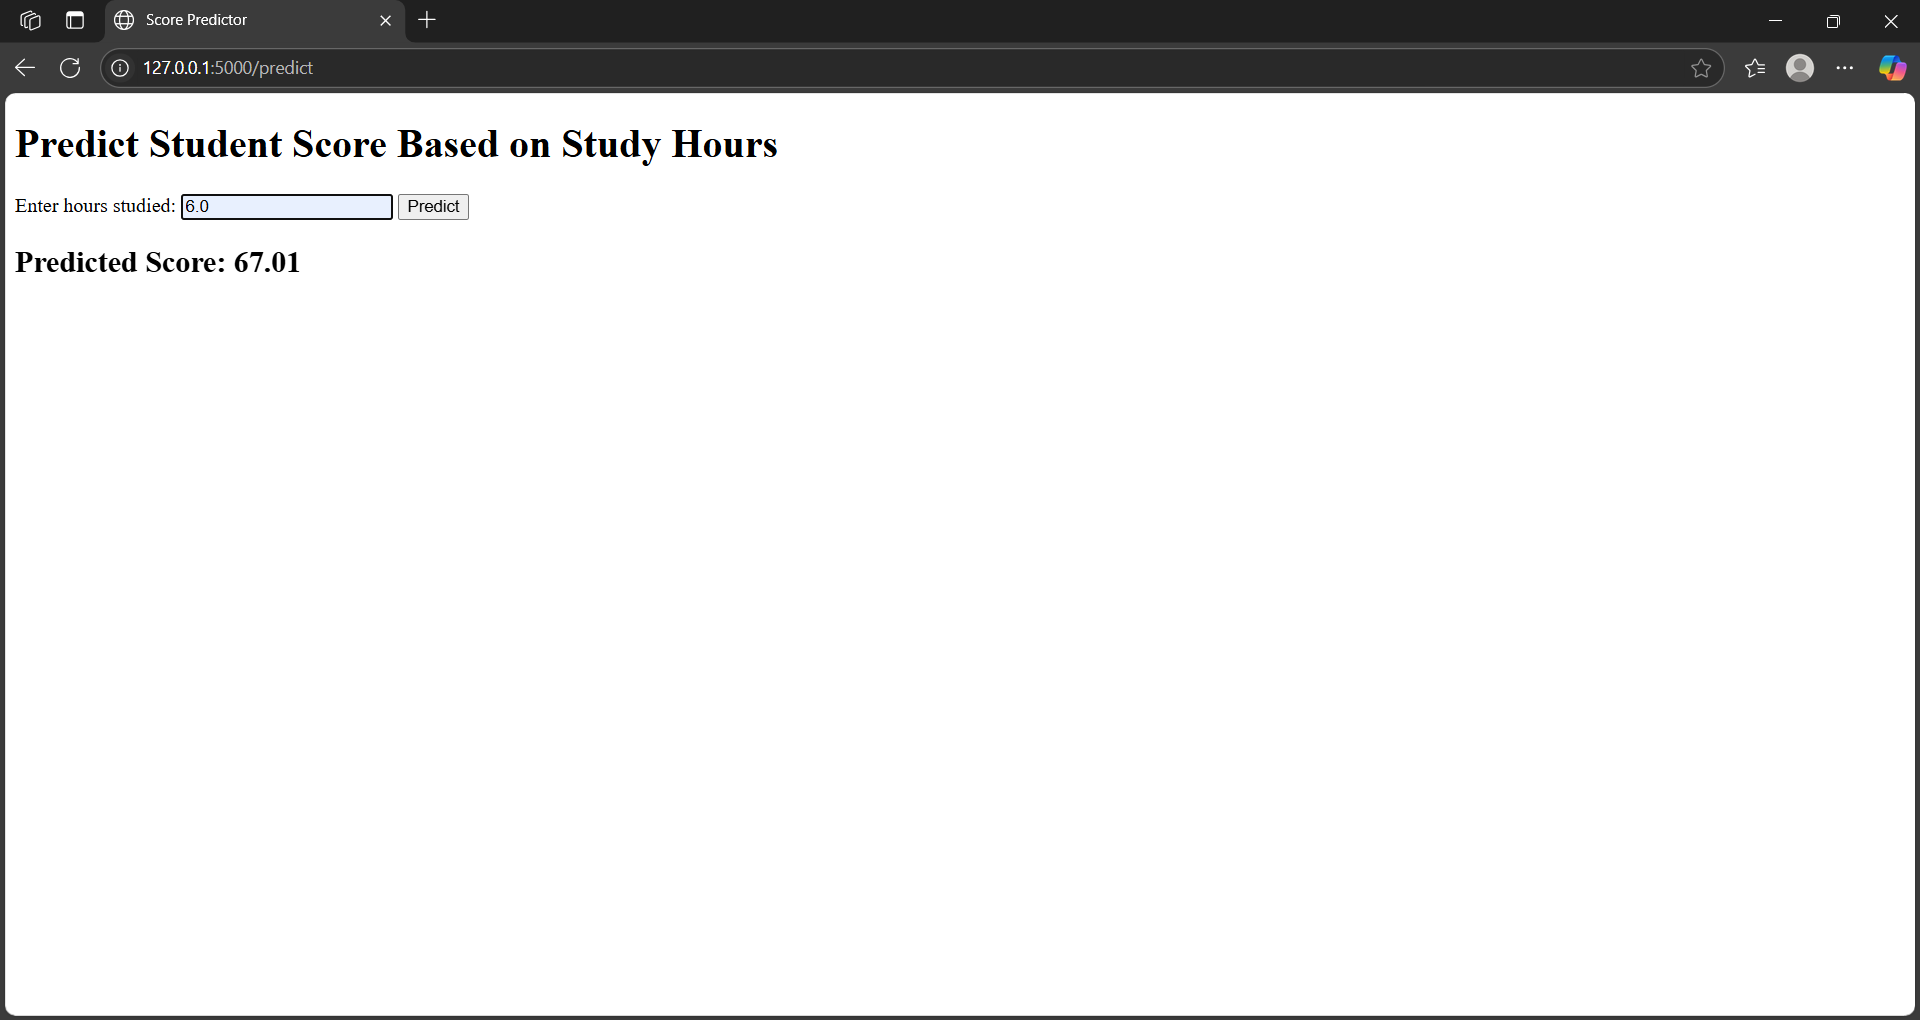 Score Predictor
127.0.0.1:5000/predict
Predict Student Score Based on Study Hours
Enter hours studied: 6.0 Predict
Predicted Score: 67.01